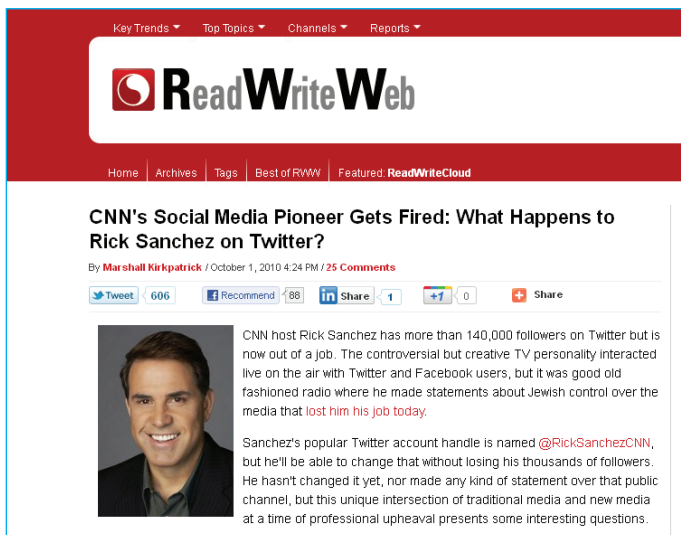 Key Trends Top Topics Channels Reports
ReadWriteWeb
Home Archives Tags Best of RWW Featured: ReadWriteCloud
CNN's Social Media Pioneer Gets Fired: What Happens to
Rick Sanchez on Twitter?
By Marshall Kirkpatrick / October 1, 2010 4:24 PM / 25 Comments
Tweet 606 Recommend 88 in Share 1 +1 0 Share
CNN host Rick Sanchez has more than 140,000 followers on Twitter but is
now out of a job. The controversial but creative TV personality interacted
live on the air with Twitter and Facebook users, but it was good old
fashioned radio where he made statements about Jewish control over the
media that lost him his job today.
Sanchez's popular Twitter account handle is named @RickSanchezCNN,
but he'll be able to change that without losing his thousands of followers.
He hasn't changed it yet, nor made any kind of statement over that public
channel, but this unique intersection of traditional media and new media
at a time of professional upheaval presents some interesting questions.